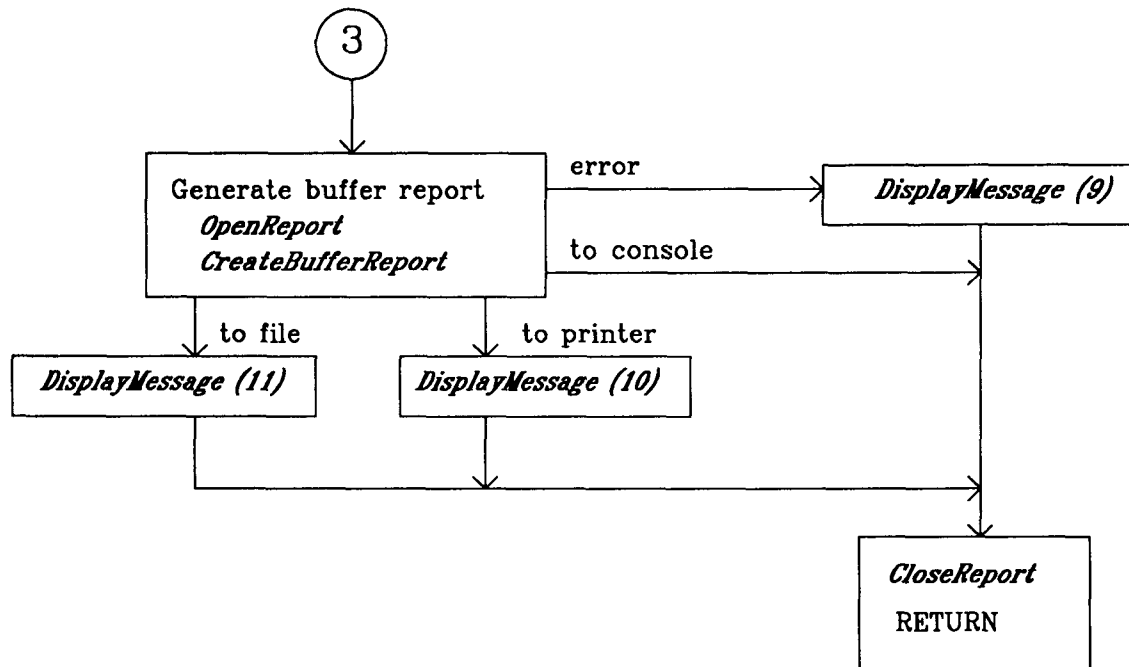 3
Generate buffer report
OpenReport
CreateBufferReport
error
DisplayMessage (9)
to console
to file
to printer
DisplayMessage (11)
DisplayMessage (10)
CloseReport
RETURN